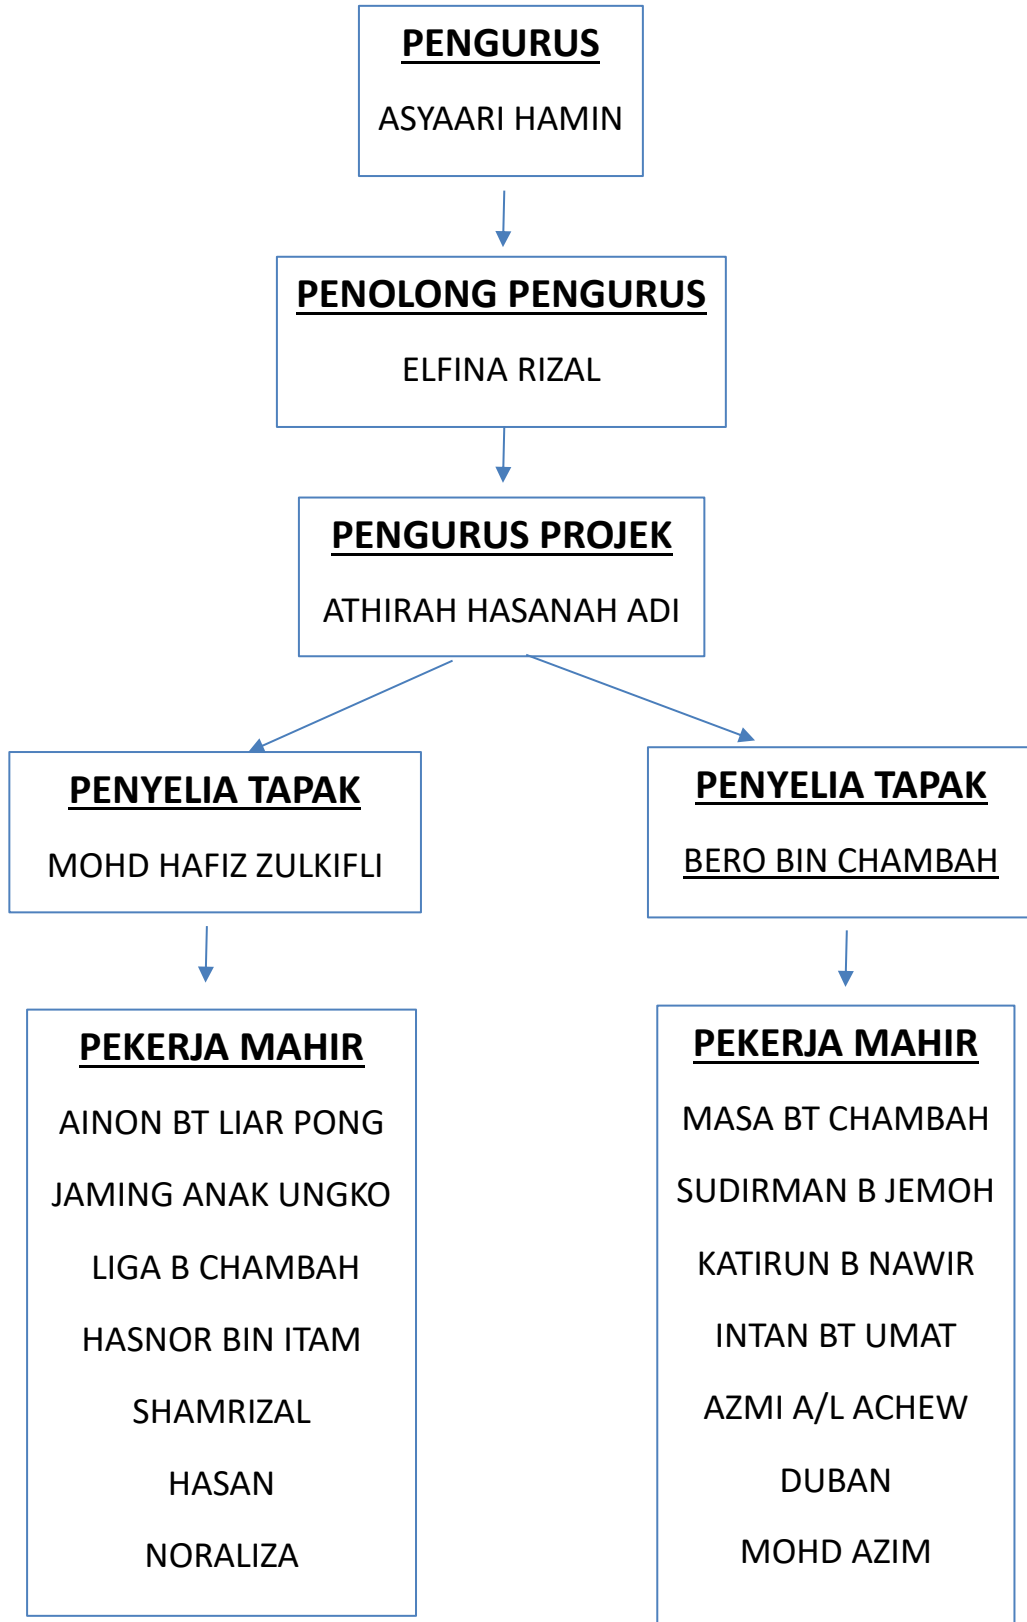 PENGURUS
ASYAARI HAMIN
PENOLONG PENGURUS
ELFINA RIZAL
PENGURUS PROJEK
ATHIRAH HASANAH ADI
PENYELIA TAPAK
MOHD HAFIZ ZULKIFLI
PENYELIA TAPAK
BERO BIN CHAMBAH
PEKERJA MAHIR
AINON BT LIAR PONG
JAMING ANAK UNGKO
LIGA B CHAMBAH
HASNOR BIN ITAM
SHAMRIZAL
HASAN
NORALIZA
PEKERJA MAHIR
MASA BT CHAMBAH
SUDIRMAN B JEMOH
KATIRUN B NAWIR
INTAN BT UMAT
AZMI A/L ACHEW
DUBAN
MOHD AZIM